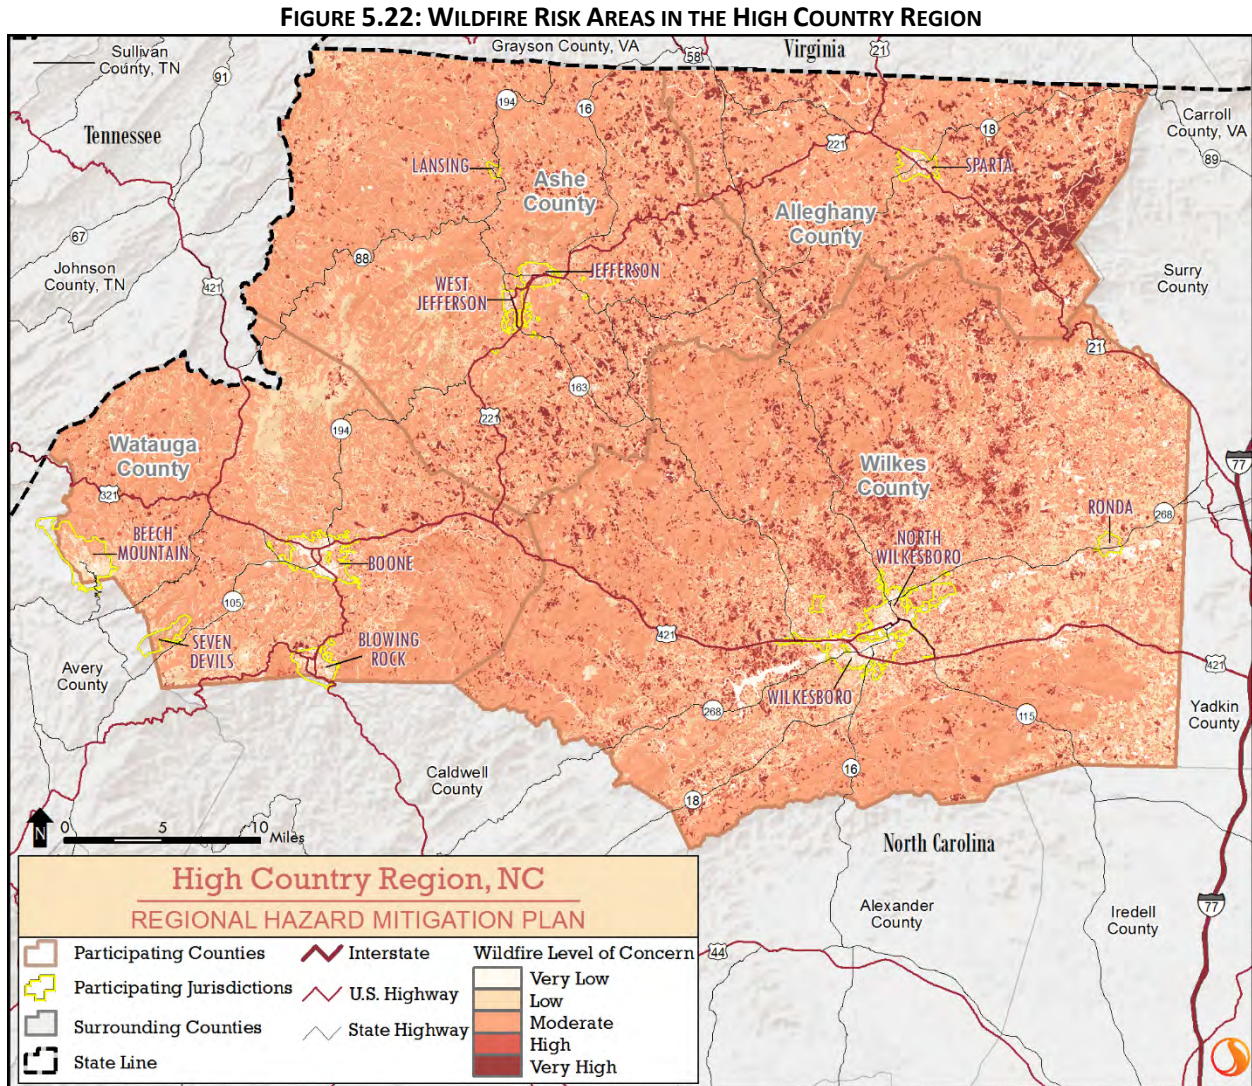 FIGURE 5.22: WILDFIRE RISK AREAS IN THE HIGH COUNTRY REGION
Sullivan
County, TN
Grayson County, VA
Virginia
21
58
91
194
16
Tennessee
Carroll
County, VA
18
221
89
LANSING
SPARTA
Ashe
County
Alleghany
County
67
88
Johnson
County, TN
421
JEFFERSON
WEST
JEFFERSON
Surry
County
21
163
221
194
Watauga
County
Wilkes
County
77
321
RONDA
268
BEECH
MOUNTAIN
NORTH
WILKESBORO
BOONE
105
421
SEVEN
DEVILS
BLOWING
ROCK
421
Avery
County
WILKESBORO
268
115
Yadkin
County
16
Caldwell
County
18
N
0 5 10
Miles
North Carolina
High Country Region, NC
REGIONAL HAZARD MITIGATION PLAN
Alexander
County
Iredell
County
77
44
Participating Counties
Participating Jurisdictions
Surrounding Counties
State Line
Interstate
U.S. Highway
State Highway
Wildfire Level of Concern
Very Low
Low
Moderate
High
Very High